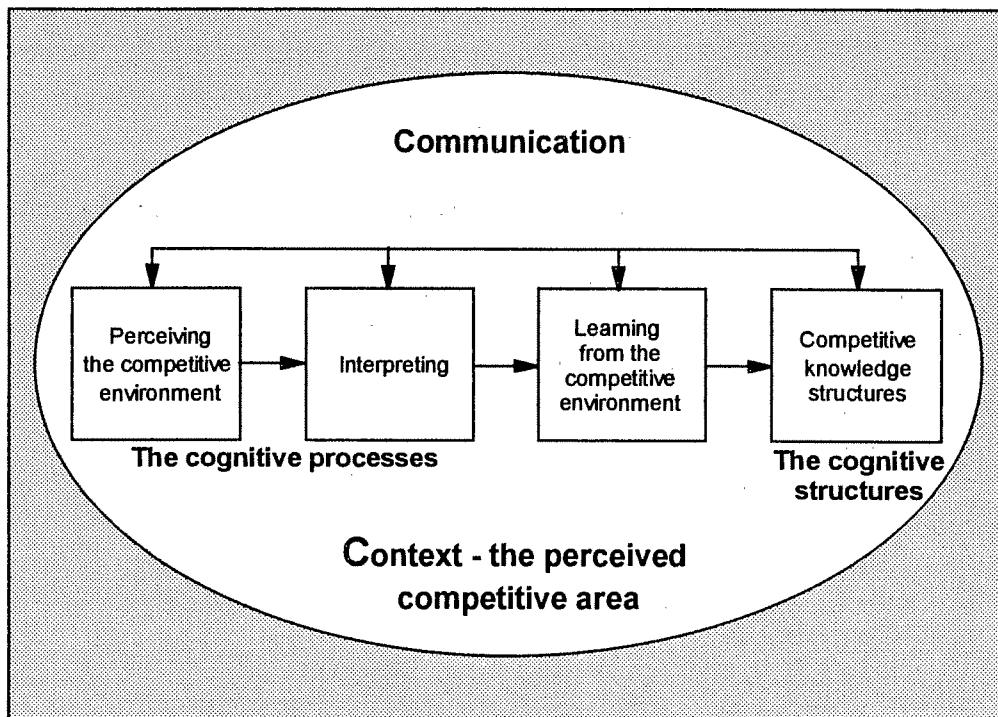 Communication
Perceiving
the competitive
environment
Interpreting
Learning
from the
competitive
environment
Competitive
knowledge
structures
The cognitive processes
The cognitive
structures
Context - the perceived
competitive area